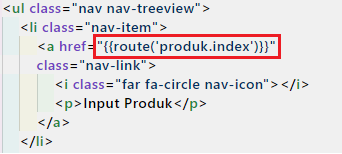 <ul class="nav nav-treeview">
<li class="nav-item">
<a href="{{route('produk.index')}}"
class="nav-link">
<i class="far fa-circle nav-icon"></i>
<p>Input Produk</p>
</a>
</li>